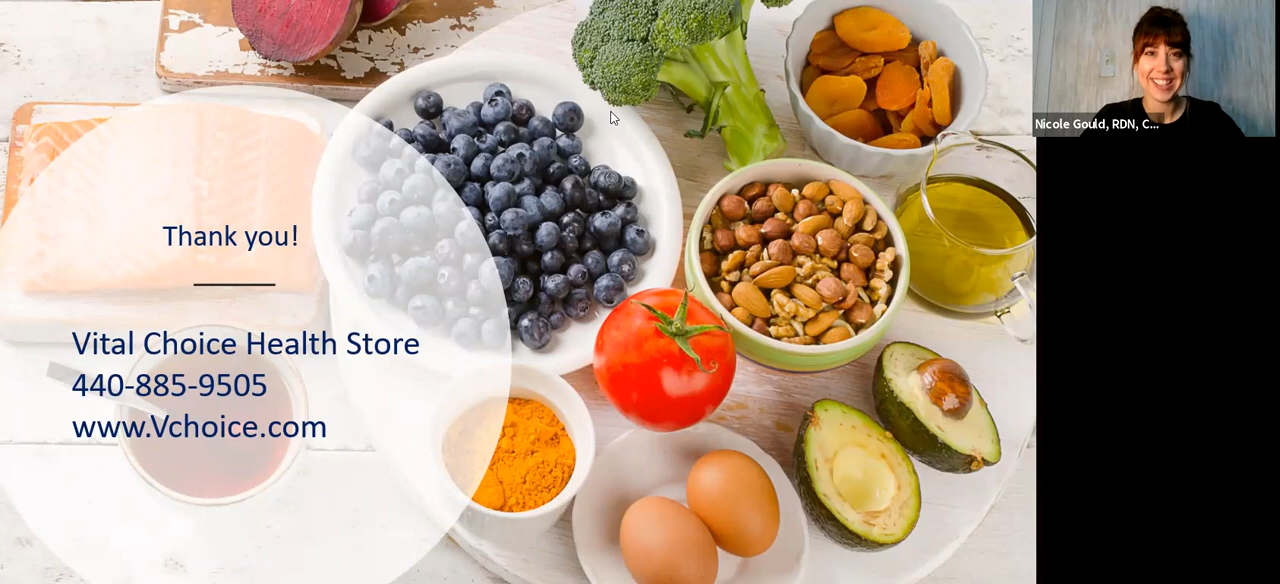 Thank you!
Vital Choice Health Store
440-885-9505
www.Vchoice.com
Nicole Gould, RDN, C...